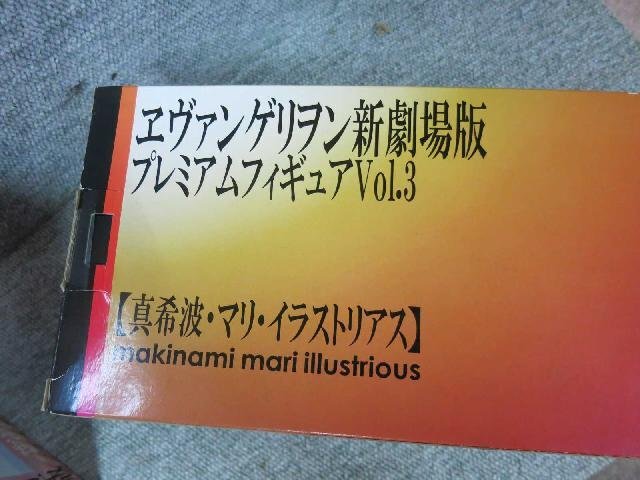 ヱヴァンゲリヲン新劇場版
プレミアムフィギュアVol.3
【真希波・マリ・イラストリアス】
makinami mari illustrious